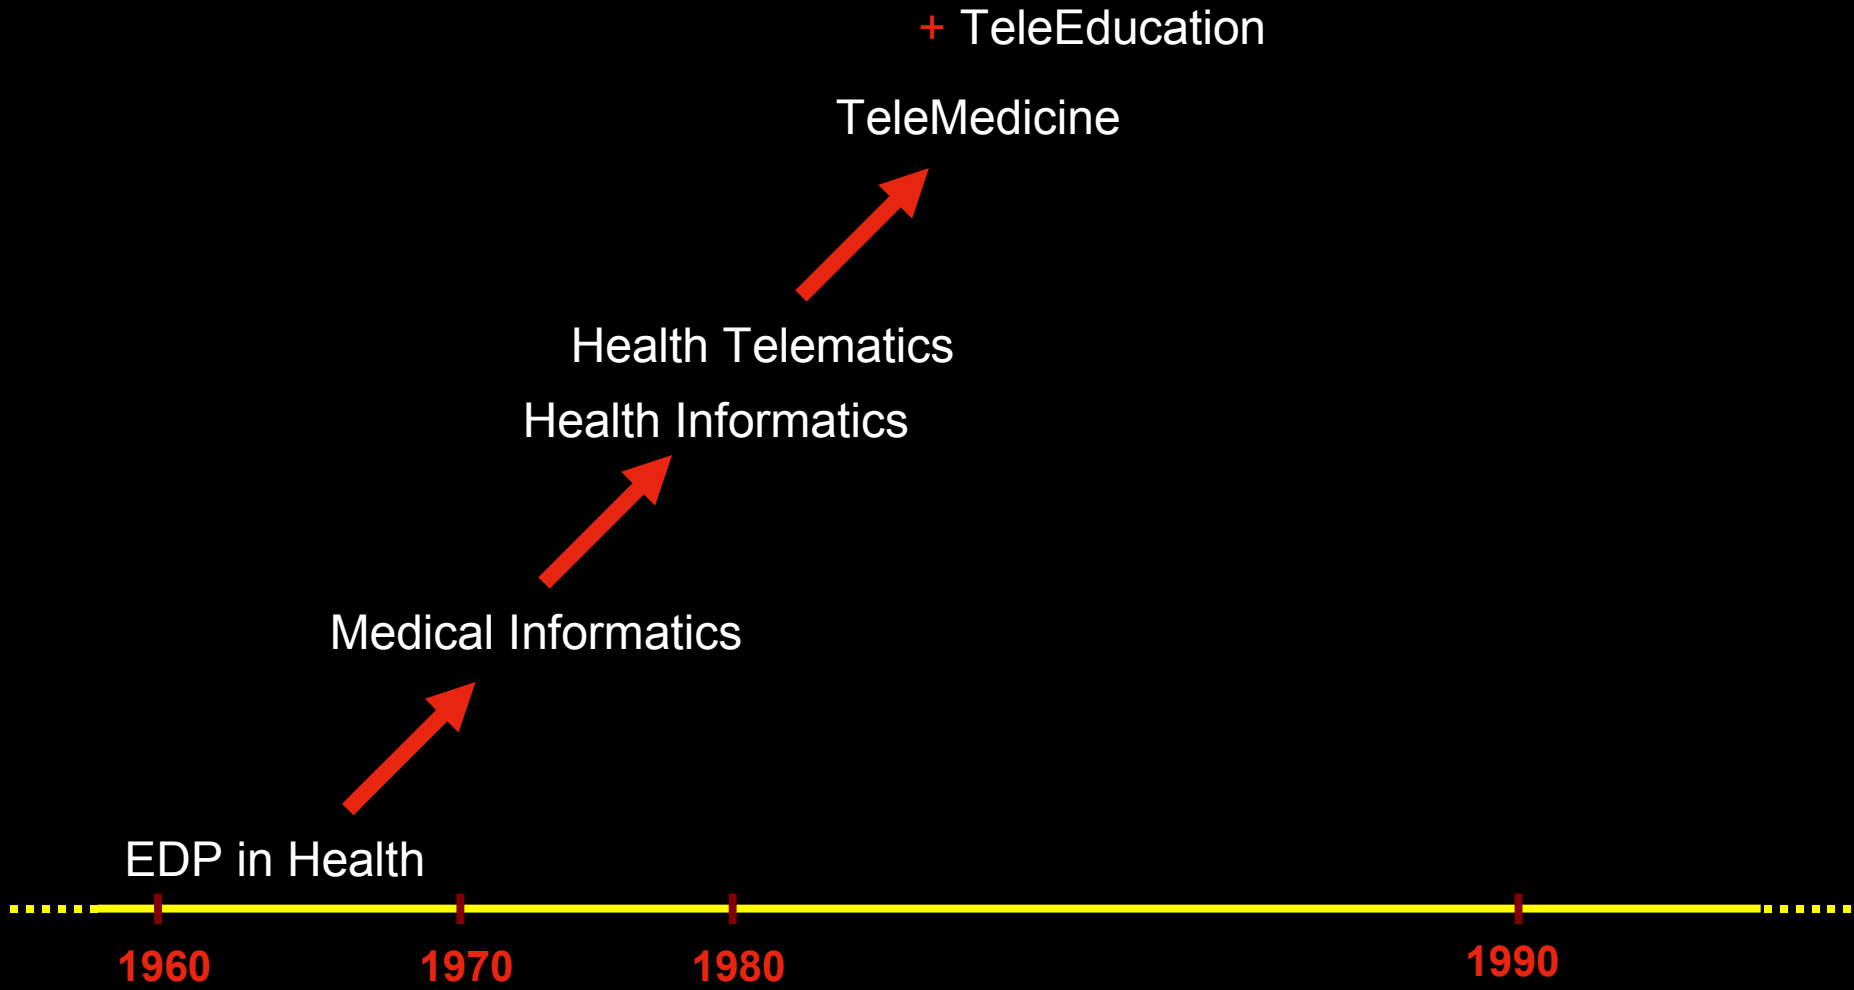 + TeleEducation
TeleMedicine
Health Telematics
Health Informatics
Medical Informatics
EDP in Health
1960 1970 1980 1990